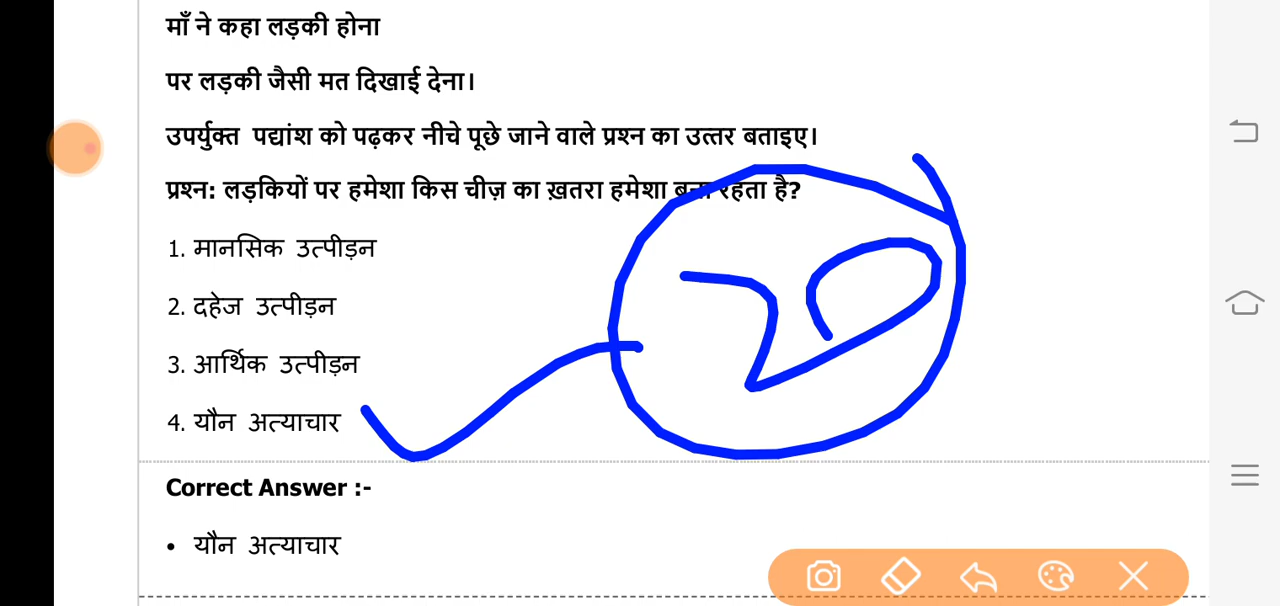 माँ ने कहा लड़की होना
पर लड़की जैसी मत दिखाई देना।
उपर्युक्त पद्यांश को पढ़कर नीचे पूछे जाने वाले प्रश्न का उत्तर बताइए।
प्रश्न: लड़कियों पर हमेशा किस चीज़ का ख़तरा हमेशा बना रहता है?
1. मानसिक उत्पीड़न
2. दहेज उत्पीड़न
3. आर्थिक उत्पीड़न
4. यौन अत्याचार
Correct Answer :-
• यौन अत्याचार